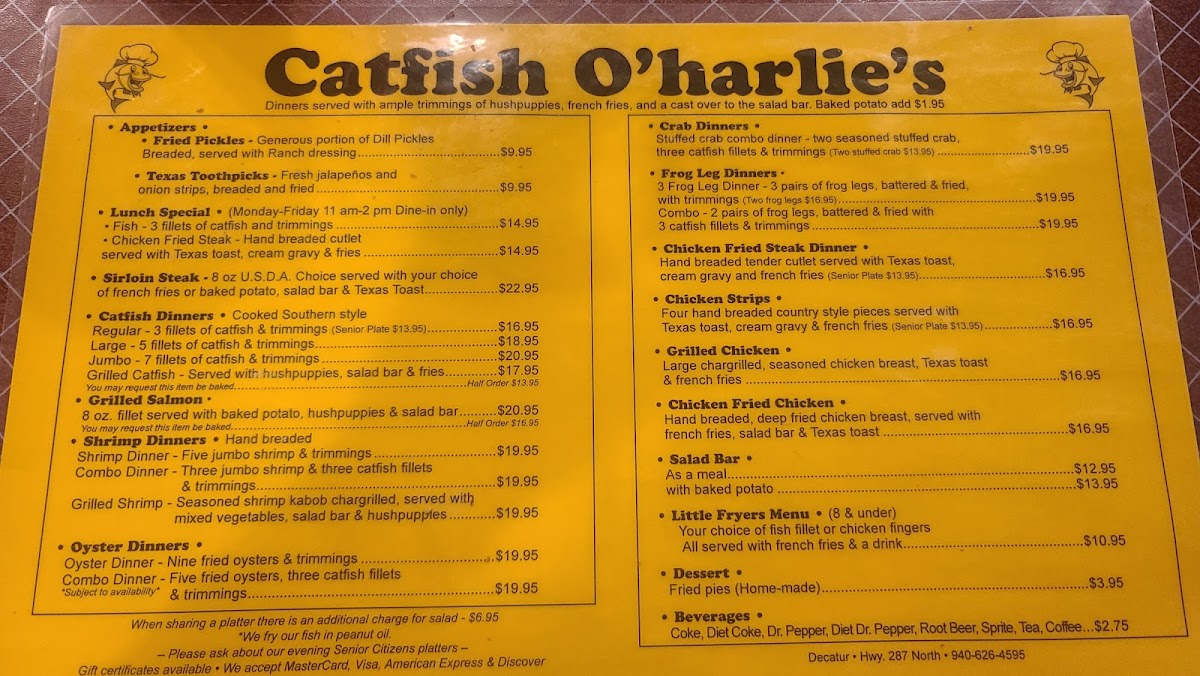 Catfish O'harlie's
Dinners served with ample trimmings of hushpuppies, french fries, and a cast over to the salad bar. Baked potato add $1.95
• Appetizers •
• Fried Pickles - Generous portion of Dill Pickles
Breaded, served with Ranch dressing...$9.95
• Texas Toothpicks - Fresh jalapeños and
onion strips, breaded and fried...$9.95
• Lunch Special • (Monday-Friday 11 am-2 pm Dine-in only)
• Fish - 3 fillets of catfish and trimmings...$14.95
• Chicken Fried Steak - Hand breaded cutlet
served with Texas toast, cream gravy & fries...$14.95
• Sirloin Steak - 8 oz U.S.D.A. Choice served with your choice
of french fries or baked potato, salad bar & Texas Toast...$22.95
• Catfish Dinners • Cooked Southern style
Regular - 3 fillets of catfish & trimmings (Senior Plate $13.95)...$16.95
Large - 5 fillets of catfish & trimmings...$18.95
Jumbo - 7 fillets of catfish & trimmings...$20.95
Grilled Catfish - Served with hushpuppies, salad bar & fries...$17.95
You may request this item be baked...Half Order $13.95
• Grilled Salmon •
8 oz. fillet served with baked potato, hushpuppies & salad bar...$20.95
You may request this item be baked...Half Order $16.95
• Shrimp Dinners • Hand breaded
Shrimp Dinner - Five jumbo shrimp & trimmings...$19.95
Combo Dinner - Three jumbo shrimp & three catfish fillets
& trimmings...$19.95
Grilled Shrimp - Seasoned shrimp kabob chargrilled, served with
mixed vegetables, salad bar & hushpuppies...$19.95
• Oyster Dinners •
Oyster Dinner - Nine fried oysters & trimmings...$19.95
Combo Dinner - Five fried oysters, three catfish fillets
*Subject to availability* & trimmings...$19.95
When sharing a platter there is an additional charge for salad - $6.95
*We fry our fish in peanut oil.
– Please ask about our evening Senior Citizens platters –
Gift certificates available • We accept MasterCard, Visa, American Express & Discover
• Crab Dinners •
Stuffed crab combo dinner - two seasoned stuffed crab,
three catfish fillets & trimmings (Two stuffed crab $13.95)...$19.95
• Frog Leg Dinners •
3 Frog Leg Dinner - 3 pairs of frog legs, battered & fried,
with trimmings (Two frog legs $16.95)...$19.95
Combo - 2 pairs of frog legs, battered & fried with
3 catfish fillets & trimmings...$19.95
• Chicken Fried Steak Dinner •
Hand breaded tender cutlet served with Texas toast,
cream gravy and french fries (Senior Plate $13.95)...$16.95
• Chicken Strips •
Four hand breaded country style pieces served with
Texas toast, cream gravy & french fries (Senior Plate $13.95)...$16.95
• Grilled Chicken •
Large chargrilled, seasoned chicken breast, Texas toast
& french fries...$16.95
• Chicken Fried Chicken •
Hand breaded, deep fried chicken breast, served with
french fries, salad bar & Texas toast...$16.95
• Salad Bar •
As a meal...$12.95
with baked potato...$13.95
• Little Fryers Menu • (8 & under)
Your choice of fish fillet or chicken fingers
All served with french fries & a drink...$10.95
• Dessert •
Fried pies (Home-made)...$3.95
• Beverages •
Coke, Diet Coke, Dr. Pepper, Diet Dr. Pepper, Root Beer, Sprite, Tea, Coffee...$2.75
Decatur • Hwy. 287 North • 940-626-4595